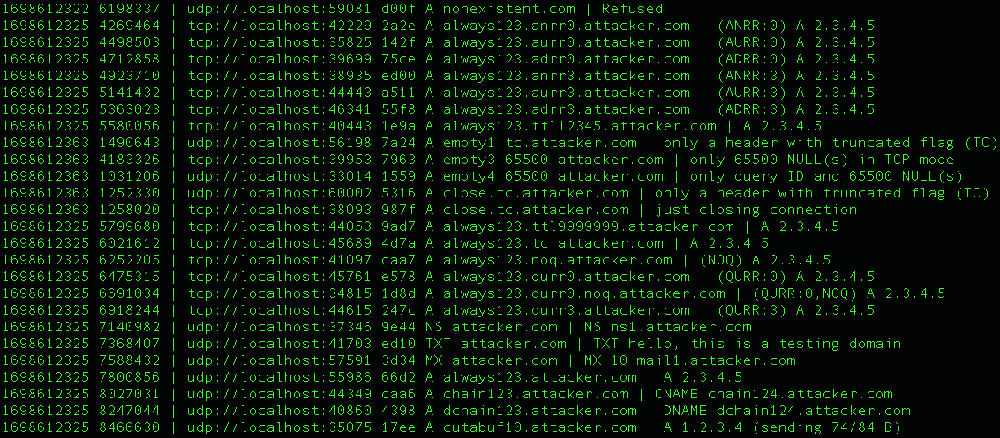 1698612322.6198337 | udp://localhost:59081 d00f A nonexistent.com | Refused
1698612325.4269464 | tcp://localhost:42229 2a2e A always123.anrr0.attacker.com | (ANRR:0) A 2.3.4.5
1698612325.4498503 | tcp://localhost:35825 142f A always123.aurr0.attacker.com | (AURR:0) A 2.3.4.5
1698612325.4712858 | tcp://localhost:39699 75ce A always123.adrr0.attacker.com | (ADRR:0) A 2.3.4.5
1698612325.4923710 | tcp://localhost:38935 ed00 A always123.anrr3.attacker.com | (ANRR:3) A 2.3.4.5
1698612325.5141432 | tcp://localhost:44443 a511 A always123.aurr3.attacker.com | (AURR:3) A 2.3.4.5
1698612325.5363023 | tcp://localhost:46341 55f8 A always123.adrr3.attacker.com | (ADRR:3) A 2.3.4.5
1698612325.5580056 | tcp://localhost:40443 1e9a A always123.ttl12345.attacker.com | A 2.3.4.5
1698612363.1490643 | udp://localhost:56198 7a24 A empty1.tc.attacker.com | only a header with truncated flag (TC)
1698612363.4183326 | tcp://localhost:39953 7963 A empty3.65500.attacker.com | only 65500 NULL(s) in TCP mode!
1698612363.1031206 | tcp://localhost:33014 1559 A empty4.65500.attacker.com | only query ID and 65500 NULL(s)
1698612363.1252330 | udp://localhost:60002 5316 A close.tc.attacker.com | only a header with truncated flag (TC)
1698612363.1258020 | tcp://localhost:38093 987f A close.tc.attacker.com | just closing connection
1698612325.5799680 | tcp://localhost:44053 9ad7 A always123.ttl9999999.attacker.com | A 2.3.4.5
1698612325.6021612 | tcp://localhost:45689 4d7a A always123.tc.attacker.com | A 2.3.4.5
1698612325.6252205 | tcp://localhost:41097 caa7 A always123.noq.attacker.com | (NOQ) A 2.3.4.5
1698612325.6475315 | tcp://localhost:45761 e578 A always123.qurr0.attacker.com | (QURR:0) A 2.3.4.5
1698612325.6691034 | tcp://localhost:34815 1d8d A always123.qurr0.noq.attacker.com | (QURR:0,NOQ) A 2.3.4.5
1698612325.6918244 | tcp://localhost:44615 247c A always123.qurr3.attacker.com | (QURR:3) A 2.3.4.5
1698612325.7140982 | udp://localhost:37346 9e44 NS attacker.com | NS ns1.attacker.com
1698612325.7368407 | udp://localhost:41703 ed10 TXT attacker.com | TXT hello, this is a testing domain
1698612325.7588432 | udp://localhost:57591 3d34 MX attacker.com | MX 10 mail1.attacker.com
1698612325.7800856 | udp://localhost:55986 66d2 A always123.attacker.com | A 2.3.4.5
1698612325.8027031 | udp://localhost:44349 caa6 A chain123.attacker.com | CNAME chain124.attacker.com
1698612325.8247044 | udp://localhost:40860 4398 A dchain123.attacker.com | DNAME dchain124.attacker.com
1698612325.8466630 | udp://localhost:35075 17ee A cutabuf10.attacker.com | A 1.2.3.4 (sending 74/84 B)